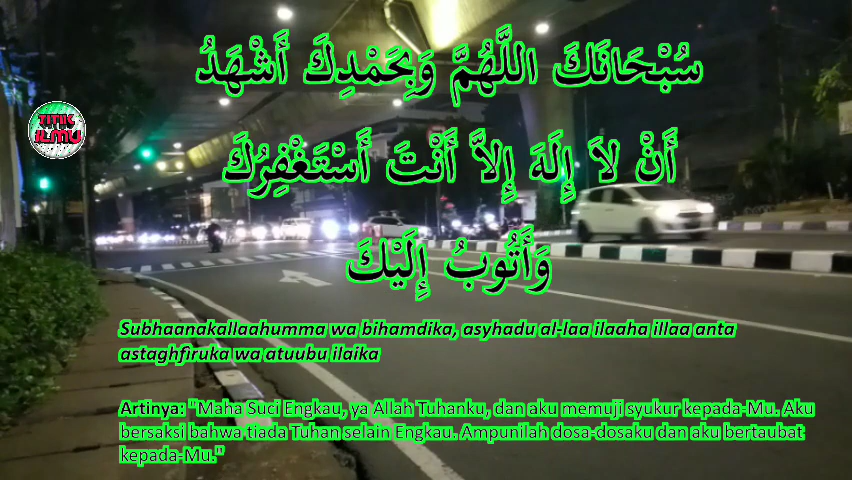 سُبْحَانَكَ اللَّهُمَّ وَبِحَمْدِكَ أَشْهَدُ
أَنْ لاَ إِلَهَ إِلاَّ أَنْتَ أَسْتَغْفِرُكَ
وَأَتُوبُ إِلَيْكَ
TITIK
ILMU
Subhaanakallaahumma wa bihamdika, asyhadu al-laa ilaaha illaa anta
astaghfiruka wa atuubu ilaika
Artinya: "Maha Suci Engkau, ya Allah Tuhanku, dan aku memuji syukur kepada-Mu. Aku
bersaksi bahwa tiada Tuhan selain Engkau. Ampunilah dosa-dosaku dan aku bertaubat
kepada-Mu."